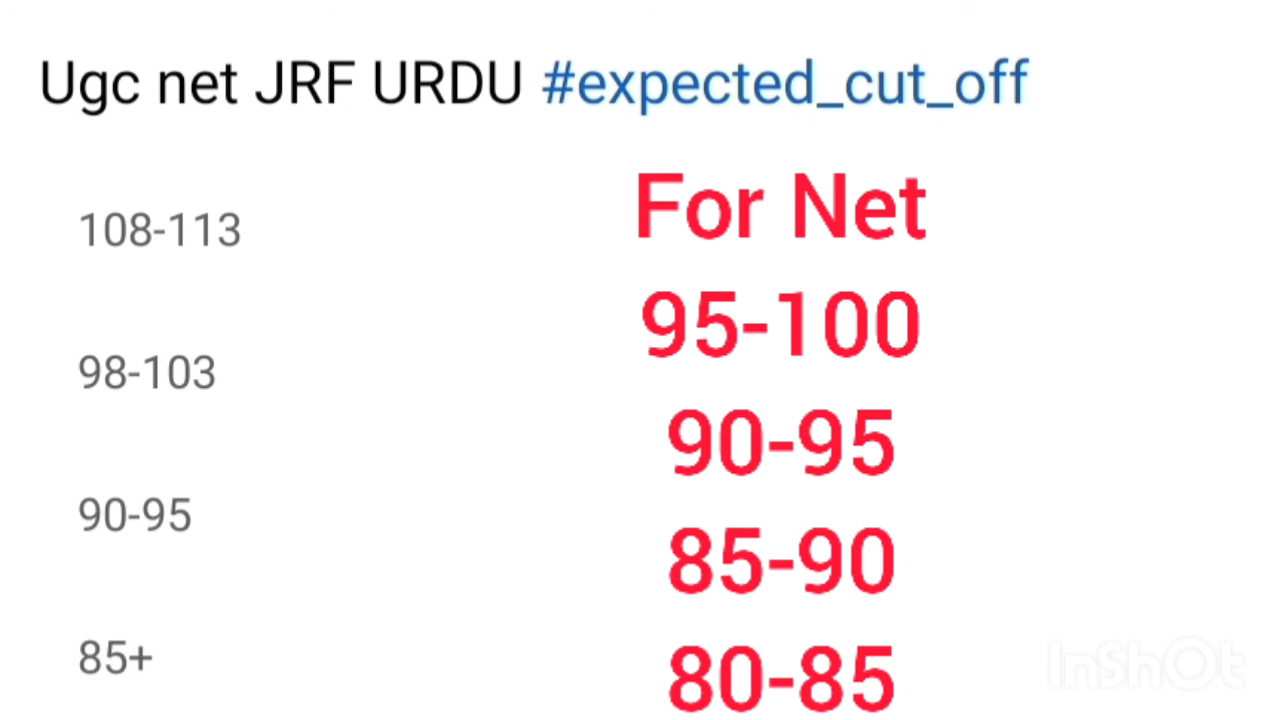 Ugc net JRF URDU #expected_cut_off
108-113
98-103
90-95
85+
For Net
95-100
90-95
85-90
80-85
InShOt